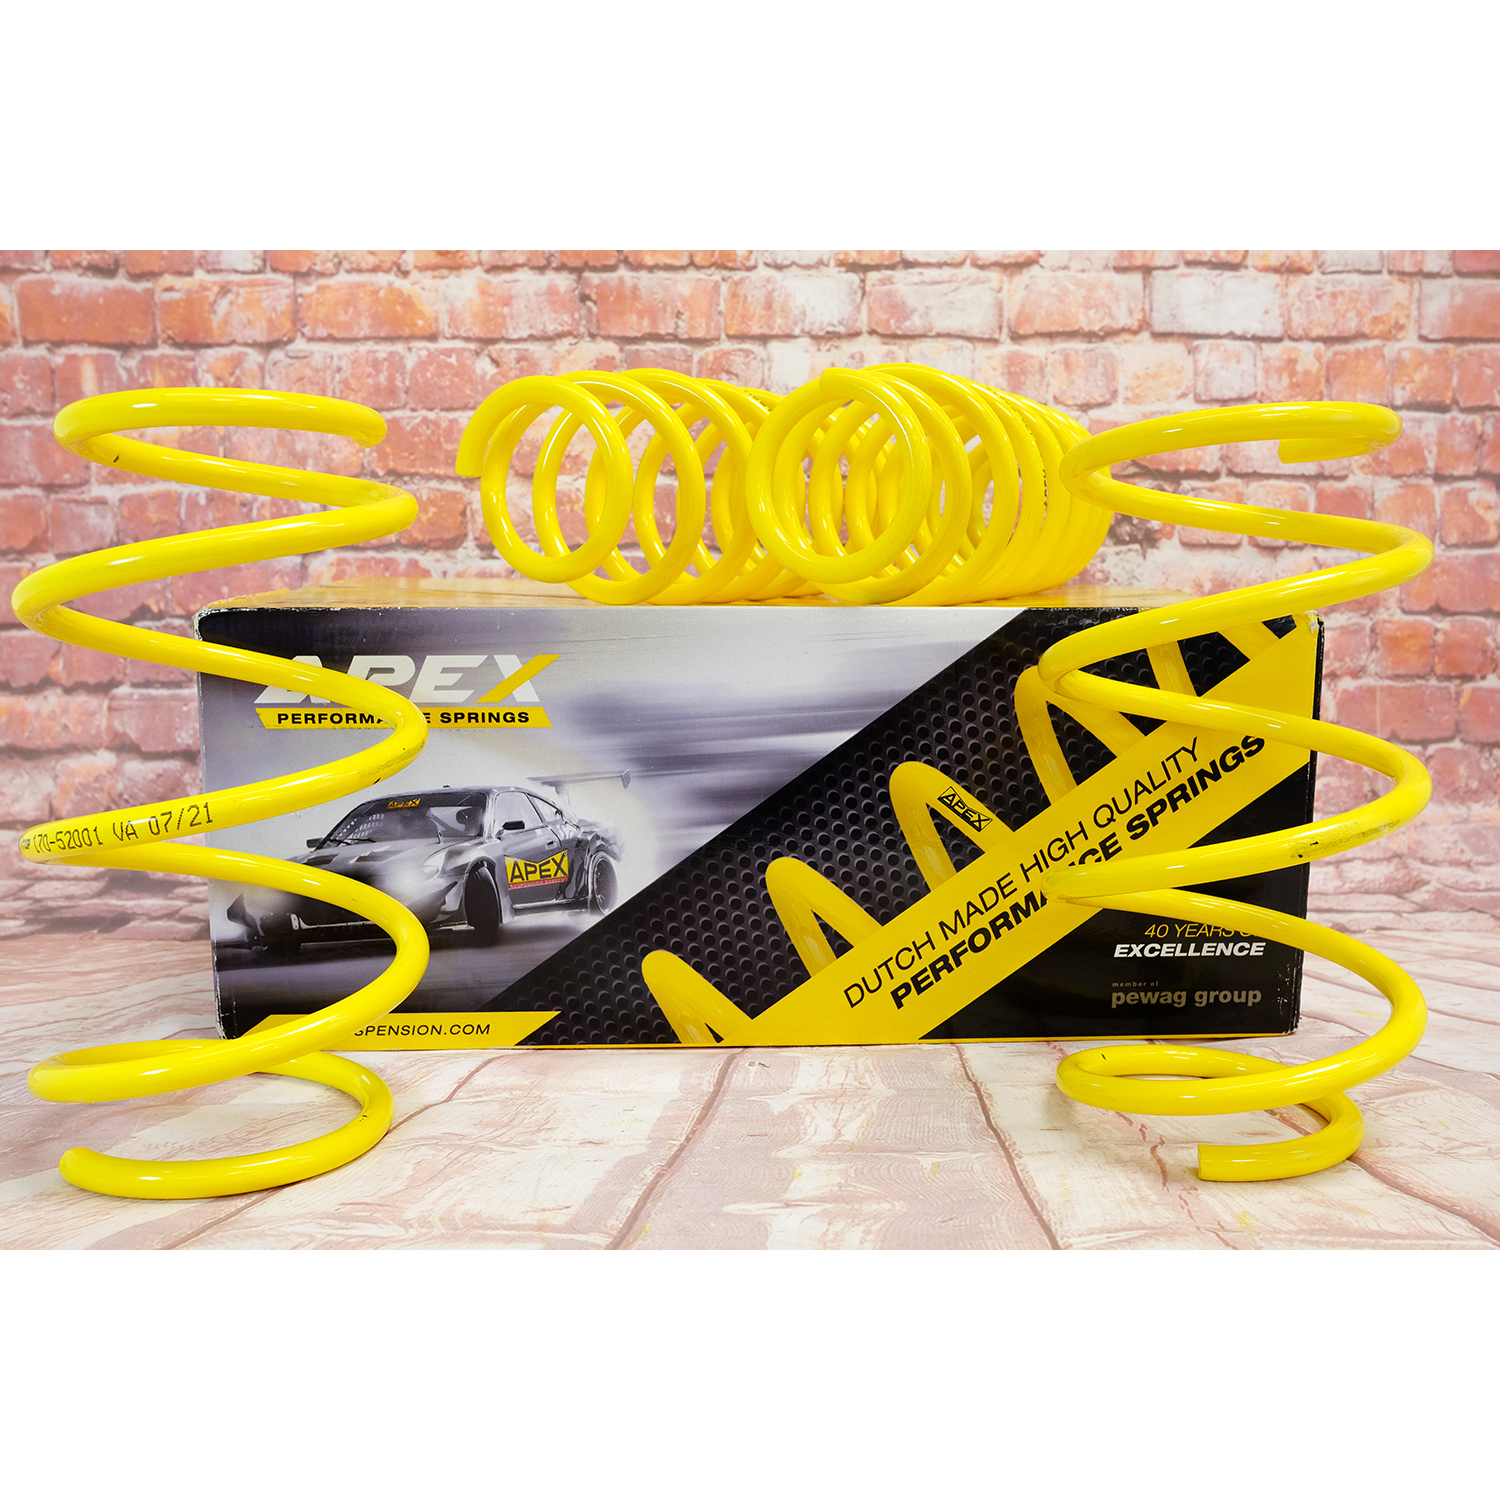 APEX
PERFORMA E SPRINGS
APEX
APEX
170-52001 VA 07/21
SPENSION.COM
APEX
DUTCH MADE HIGH QUALITY
PERFORMA CE SPRINGS
40 YEARS
EXCELLENCE
member of
pewag group